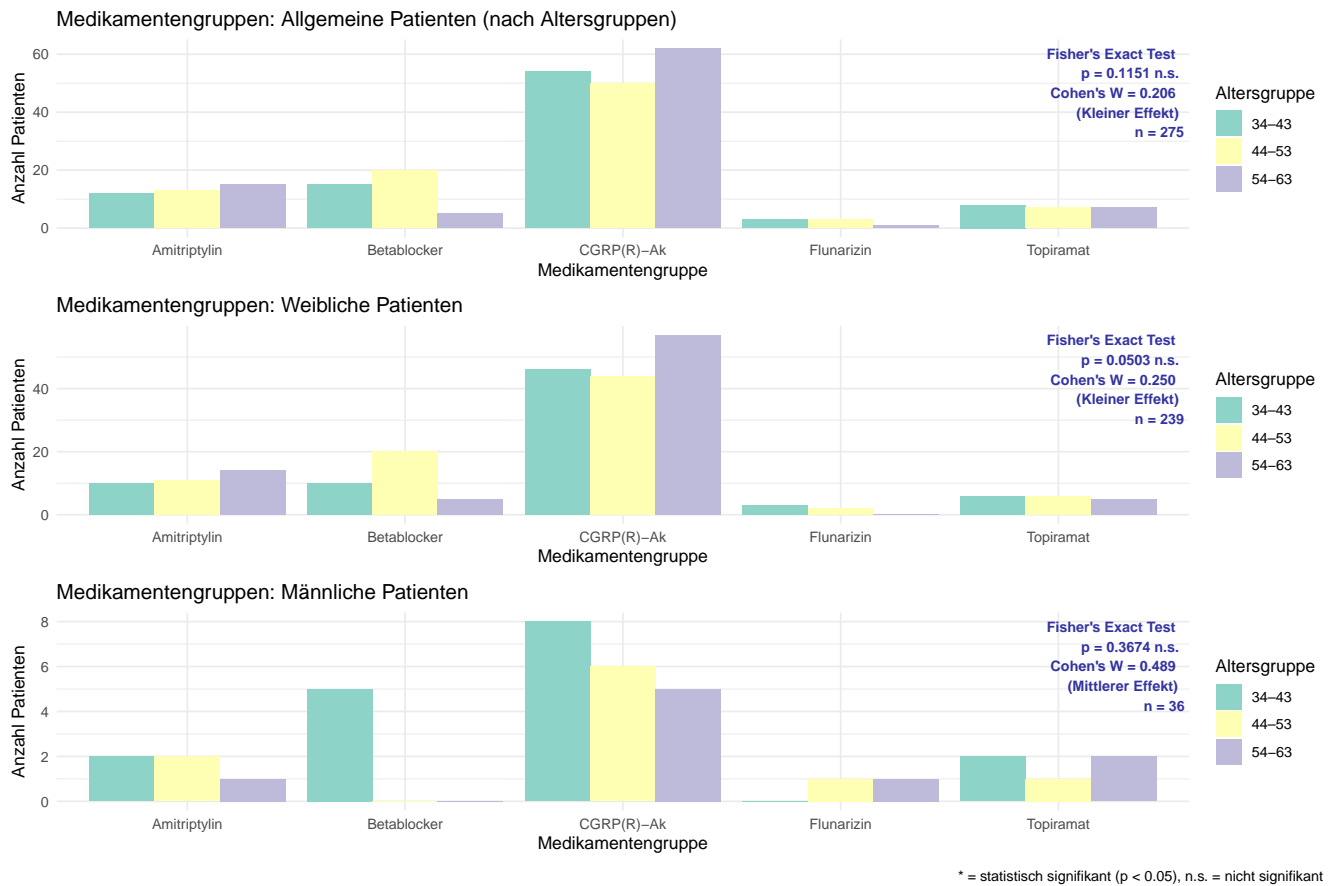 Medikamentengruppen: Allgemeine Patienten (nach Altersgruppen)
Anzahl Patienten
60
40
20
0
Fisher's Exact Test
p = 0.1151 n.s.
Cohen's W = 0.206
(Kleiner Effekt)
n = 275
Altersgruppe
34–43
44–53
54–63
Amitriptylin
Betablocker
CGRP(R)−Ak
Flunarizin
Topiramat
Medikamentengruppe
Medikamentengruppen: Weibliche Patienten
Anzahl Patienten
40
20
0
Fisher's Exact Test
p = 0.0503 n.s.
Cohen's W = 0.250
(Kleiner Effekt)
n = 239
Altersgruppe
34–43
44–53
54–63
Amitriptylin
Betablocker
CGRP(R)−Ak
Flunarizin
Topiramat
Medikamentengruppe
Medikamentengruppen: Männliche Patienten
Anzahl Patienten
8
6
4
2
0
Fisher's Exact Test
p = 0.3674 n.s.
Cohen's W = 0.489
(Mittlerer Effekt)
n = 36
Altersgruppe
34–43
44–53
54–63
Amitriptylin
Betablocker
CGRP(R)−Ak
Flunarizin
Topiramat
Medikamentengruppe
* = statistisch signifikant (p < 0.05), n.s. = nicht signifikant